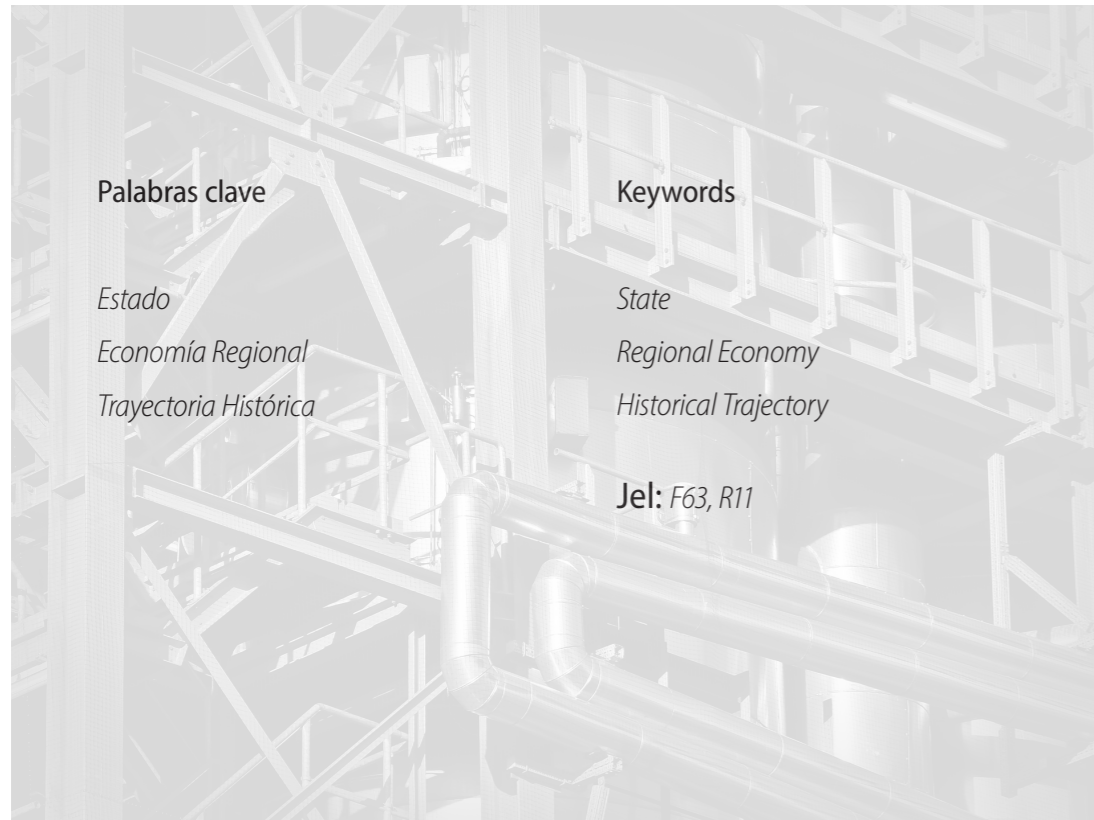 Palabras clave
Estado
Economía Regional
Trayectoria Histórica
Keywords
State
Regional Economy
Historical Trajectory
Jel: F63, R11